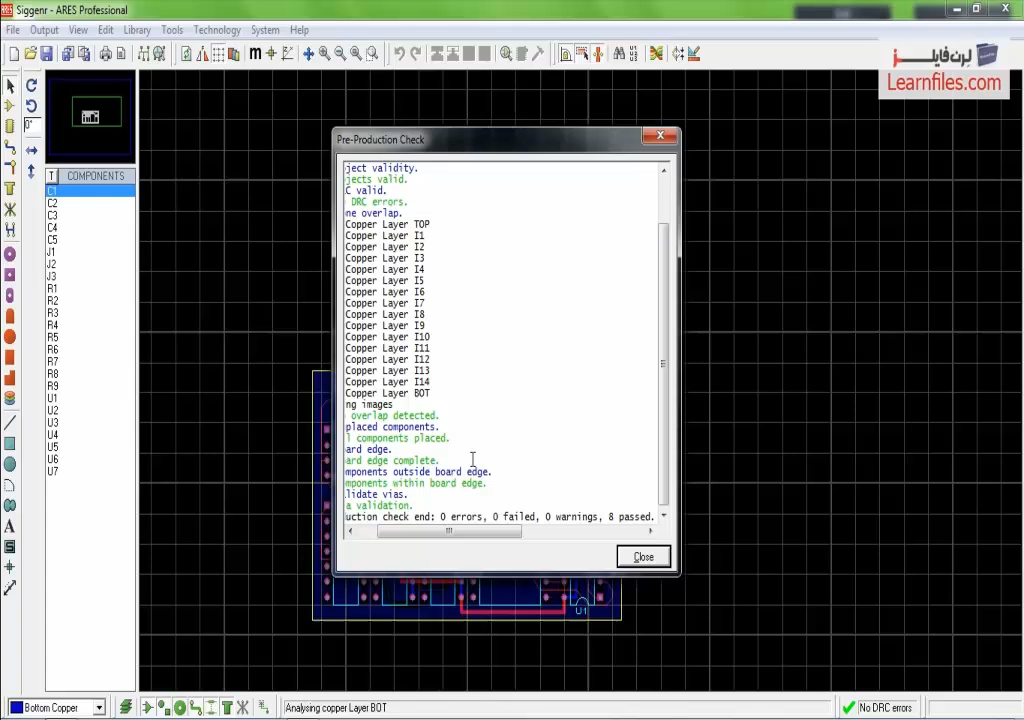 Siggenr - ARES Professional
File Output View Edit Library Tools Technology System Help
لرن فایلز
Learnfiles.com
0°
T COMPONENTS
C1
C2
C3
C4
C5
J1
J2
J3
R1
R2
R3
R4
R5
R6
R7
R8
R9
U1
U2
U3
U4
U5
U6
U7
Pre-Production Check
ject validity.
jects valid.
C valid.
DRC errors.
ne overlap.
Copper Layer TOP
Copper Layer I1
Copper Layer I2
Copper Layer I3
Copper Layer I4
Copper Layer I5
Copper Layer I6
Copper Layer I7
Copper Layer I8
Copper Layer I9
Copper Layer I10
Copper Layer I11
Copper Layer I12
Copper Layer I13
Copper Layer I14
Copper Layer BOT
ng images
overlap detected.
placed components.
l components placed.
ard edge.
ard edge complete.
mponents outside board edge.
mponents within board edge.
lidate vias.
a validation.
uction check end: 0 errors, 0 failed, 0 warnings, 8 passed.
Close
U1
Bottom Copper
Analysing copper Layer BOT
No DRC errors